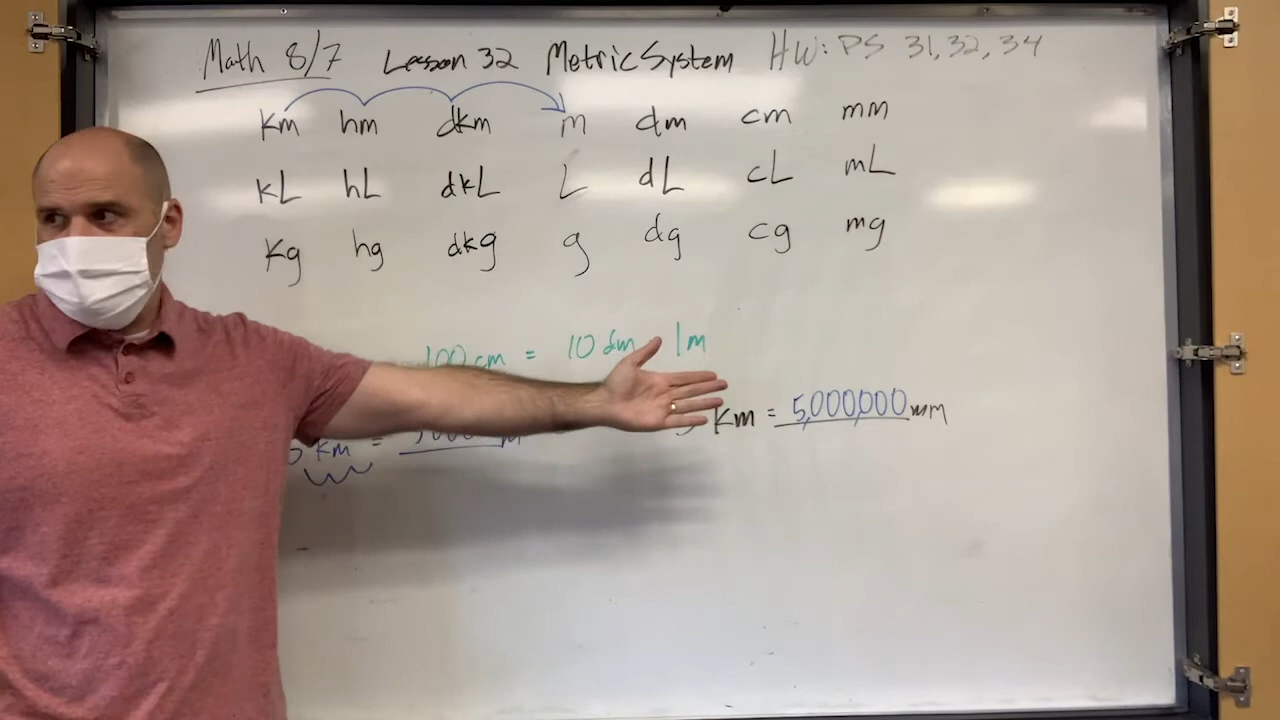 Math 8/7 Lesson 32 Metric System HW: PS 31, 32, 34
Km hm dkm m dm cm mm
kL hL dkL L dL cL mL
Kg hg dkg g dg cg mg
100 cm = 10 dm 1m
km = 5,000,000 mm
Km = m